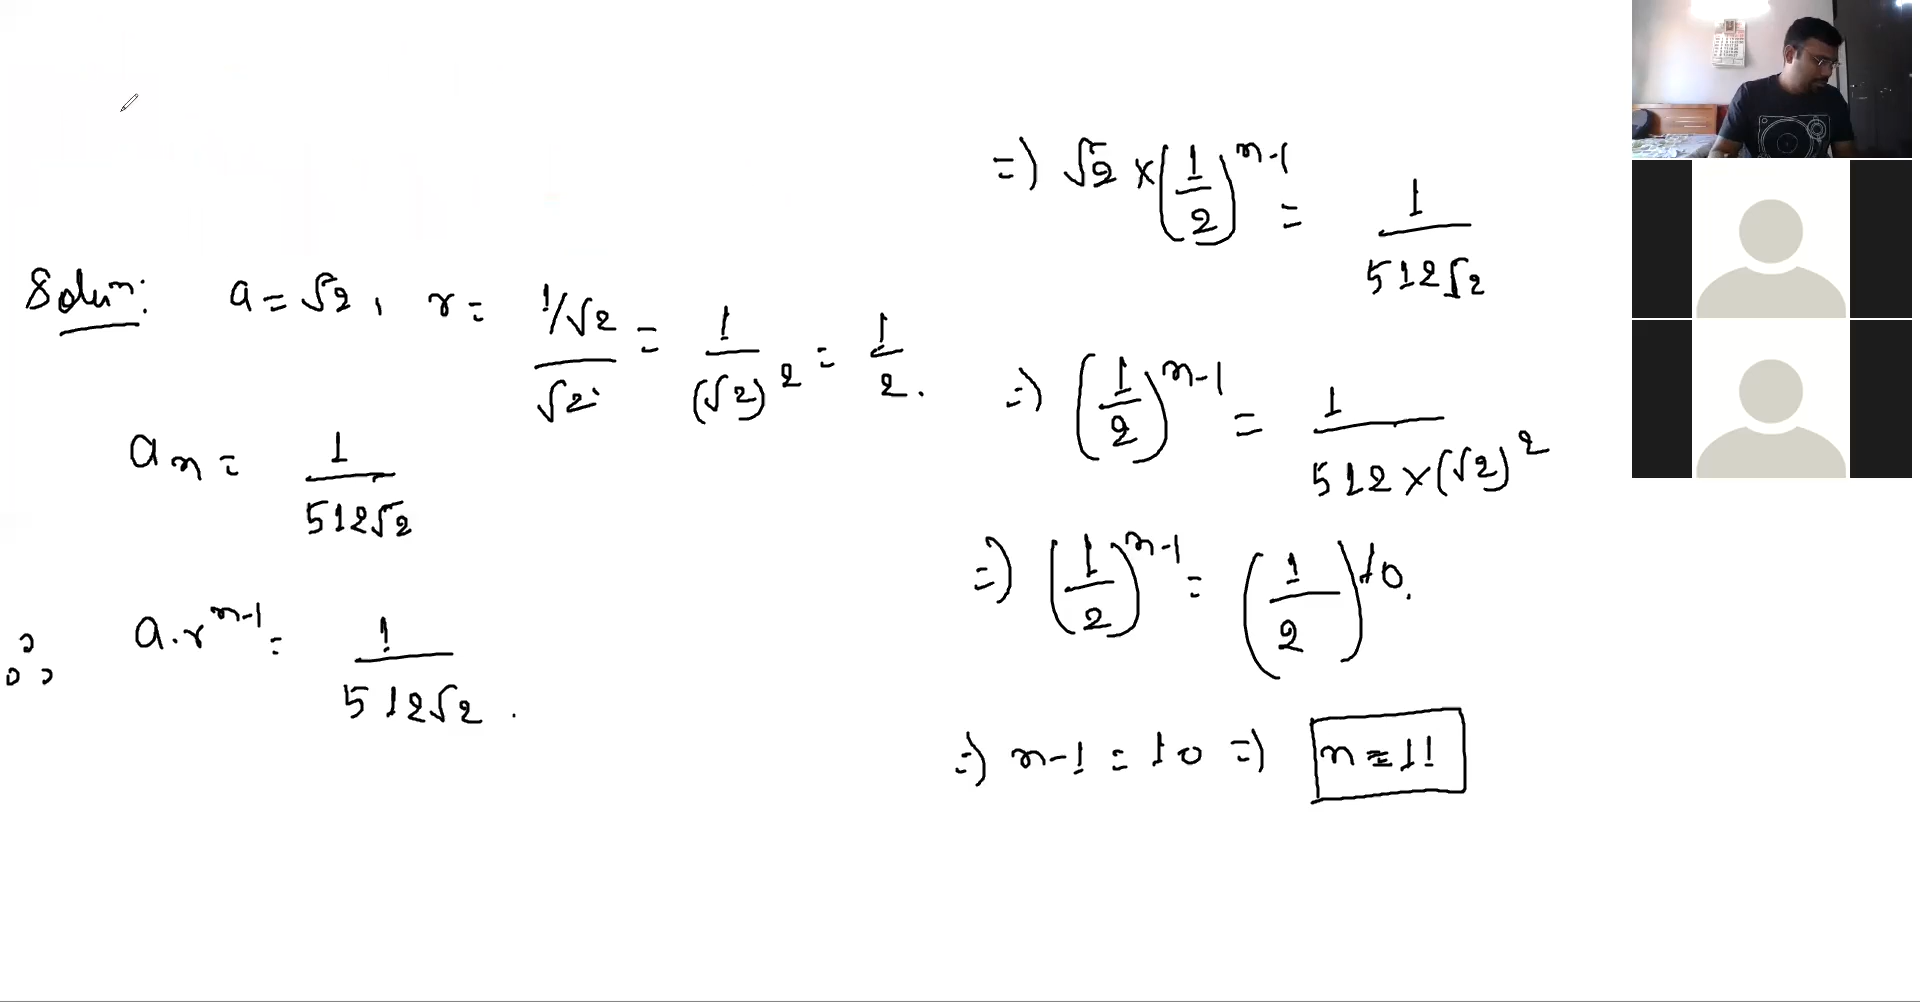 Soln: a = √2, r = (1/√2)/√2 = 1/(√2)² = 1/2.
aₙ = 1/512√2
∴ a.rⁿ⁻¹ = 1/512√2.
=) √2 × (1/2)ⁿ⁻¹ = 1/512√2
=) (1/2)ⁿ⁻¹ = 1/512×(√2)²
=) (1/2)ⁿ⁻¹ = (1/2)¹⁰.
=) n-1 = 10 =) n = 11